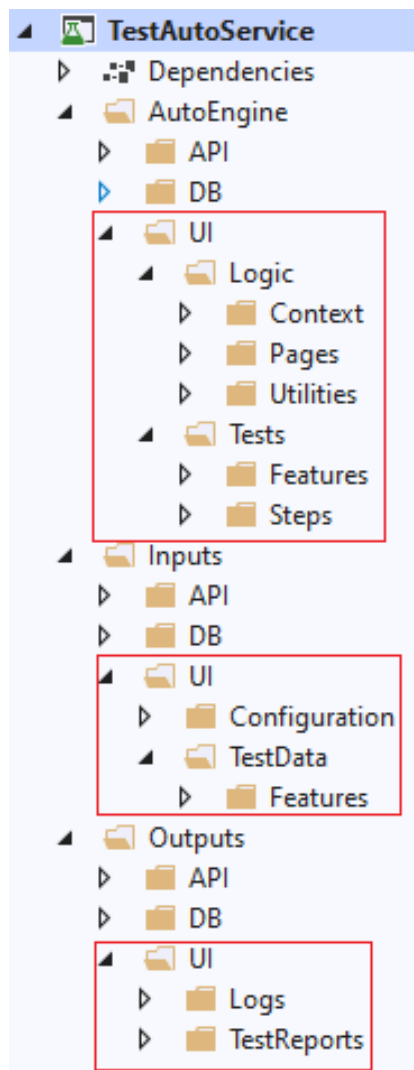 TestAutoService
Dependencies
AutoEngine
API
DB
UI
Logic
Context
Pages
Utilities
Tests
Features
Steps
Inputs
API
DB
UI
Configuration
TestData
Features
Outputs
API
DB
UI
Logs
TestReports